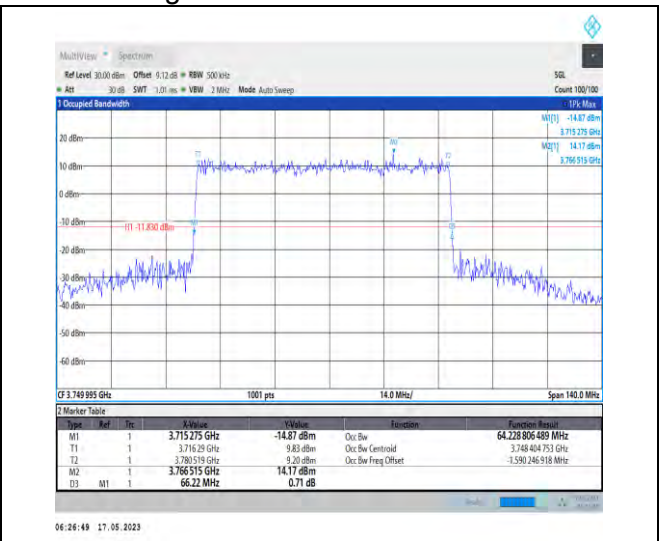 MultiView Spectrum
Ref Level 30.00 dBm Offset 9.12 dB RBW 500 kHz SGL
Att 30 dB SWT 1.01 ms VBW 2 MHz Mode Auto Sweep Count 100/100
1 Occupied Bandwidth 1Pk Max
M1[1] -14.87 dBm
3.715 275 GHz
20 dBm M2[1] 14.17 dBm
3.766 515 GHz
M2
T1 T2
10 dBm
0 dBm
-10 dBm
H1 -11.830 dBm
-20 dBm
-30 dBm
-40 dBm
-50 dBm
-60 dBm
CF 3.749 995 GHz 1001 pts 14.0 MHz/ Span 140.0 MHz
2 Marker Table
Type Ref Trc X-Value Y-Value Function Function Result
M1 1 3.715 275 GHz -14.87 dBm Occ Bw 64.228 806 489 MHz
T1 1 3.716 29 GHz 9.83 dBm Occ Bw Centroid 3.748 404 753 GHz
T2 1 3.780 519 GHz 9.20 dBm Occ Bw Freq Offset -1.590 246 918 MHz
M2 1 3.766 515 GHz 14.17 dBm
D3 M1 1 66.22 MHz 0.71 dB
06:26:49 17.05.2023